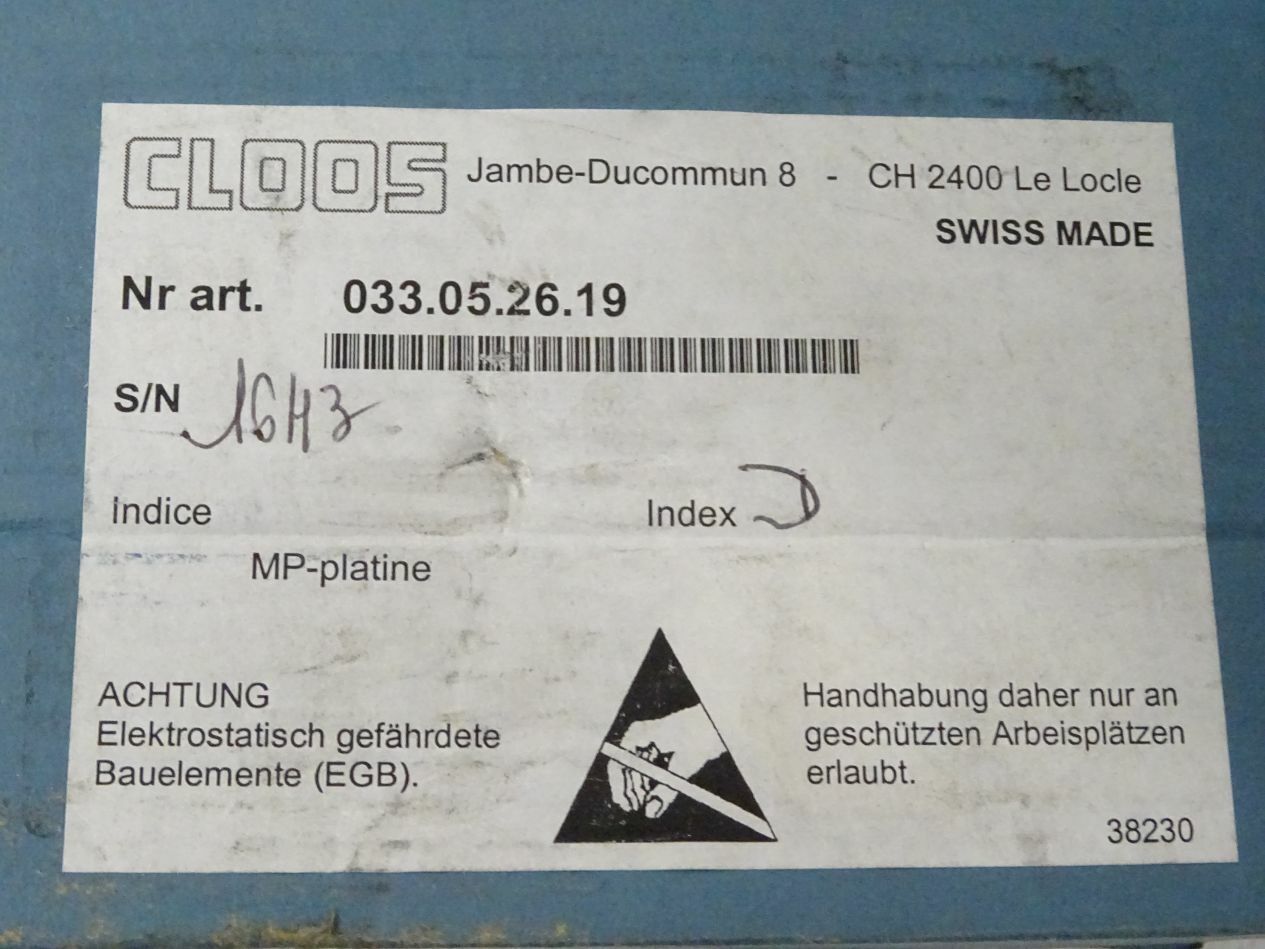 CLOOS Jambe-Ducommun 8 - CH 2400 Le Locle
SWISS MADE
Nr art. 033.05.26.19
S/N 16H3
Indice Index D
MP-platine
ACHTUNG
Elektrostatisch gefährdete
Bauelemente (EGB).
Handhabung daher nur an
geschützten Arbeisplätzen
erlaubt.
38230